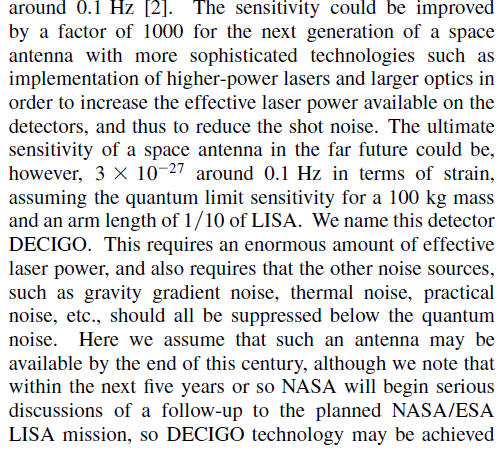 around 0.1 Hz [2]. The sensitivity could be improved
by a factor of 1000 for the next generation of a space
antenna with more sophisticated technologies such as
implementation of higher-power lasers and larger optics in
order to increase the effective laser power available on the
detectors, and thus to reduce the shot noise. The ultimate
sensitivity of a space antenna in the far future could be,
however, 3 × 10⁻²⁷ around 0.1 Hz in terms of strain,
assuming the quantum limit sensitivity for a 100 kg mass
and an arm length of 1/10 of LISA. We name this detector
DECIGO. This requires an enormous amount of effective
laser power, and also requires that the other noise sources,
such as gravity gradient noise, thermal noise, practical
noise, etc., should all be suppressed below the quantum
noise. Here we assume that such an antenna may be
available by the end of this century, although we note that
within the next five years or so NASA will begin serious
discussions of a follow-up to the planned NASA/ESA
LISA mission, so DECIGO technology may be achieved